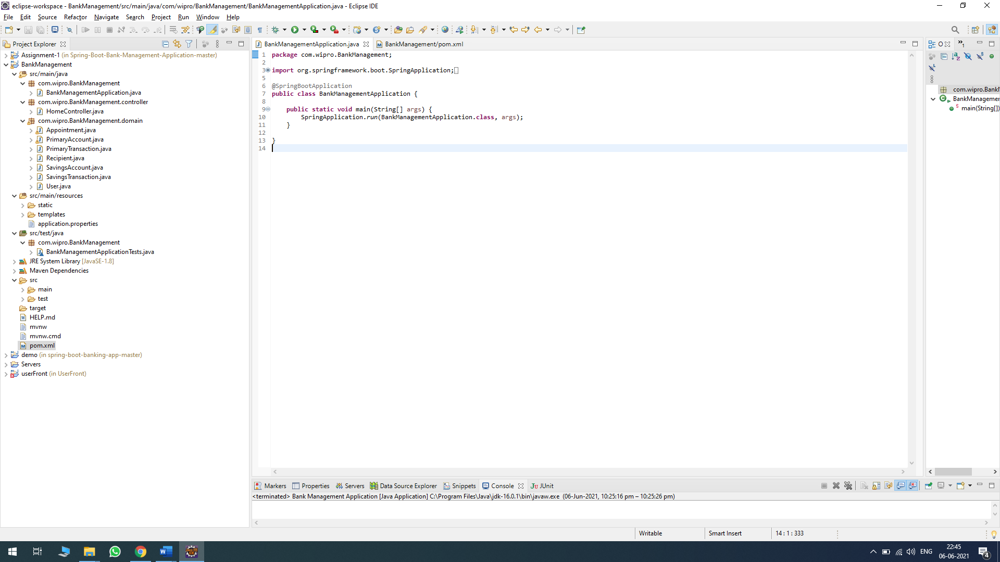 eclipse-workspace - BankManagement/src/main/java/com/wipro/BankManagement/BankManagementApplication.java - Eclipse IDE
File Edit Source Refactor Navigate Search Project Run Window Help
Project Explorer
Assignment-1 (in Spring-Boot-Bank-Management-Application-master)
BankManagement
src/main/java
com.wipro.BankManagement
BankManagementApplication.java
com.wipro.BankManagement.controller
HomeController.java
com.wipro.BankManagement.domain
Appointment.java
PrimaryAccount.java
PrimaryTransaction.java
Recipient.java
SavingsAccount.java
SavingsTransaction.java
User.java
src/main/resources
static
templates
application.properties
src/test/java
com.wipro.BankManagement
BankManagementApplicationTests.java
JRE System Library [JavaSE-1.8]
Maven Dependencies
src
main
test
target
HELP.md
mvnw
mvnw.cmd
pom.xml
demo (in spring-boot-banking-app-master)
Servers
userFront (in UserFront)
BankManagementApplication.java BankManagement/pom.xml
1 package com.wipro.BankManagement;
2
3 import org.springframework.boot.SpringApplication;
5
6 @SpringBootApplication
7 public class BankManagementApplication {
8
9 public static void main(String[] args) {
10 SpringApplication.run(BankManagementApplication.class, args);
11 }
12
13 }
14
O
1
com.wipro.BankM
BankManagemer
main(String[])
Markers Properties Servers Data Source Explorer Snippets Console JUnit
<terminated> Bank Management Application [Java Application] C:\Program Files\Java\jdk-16.0.1\bin\javaw.exe (06-Jun-2021, 10:25:16 pm – 10:25:26 pm)
Writable Smart Insert 14 : 1 : 333
ENG 22:45
06-06-2021
4